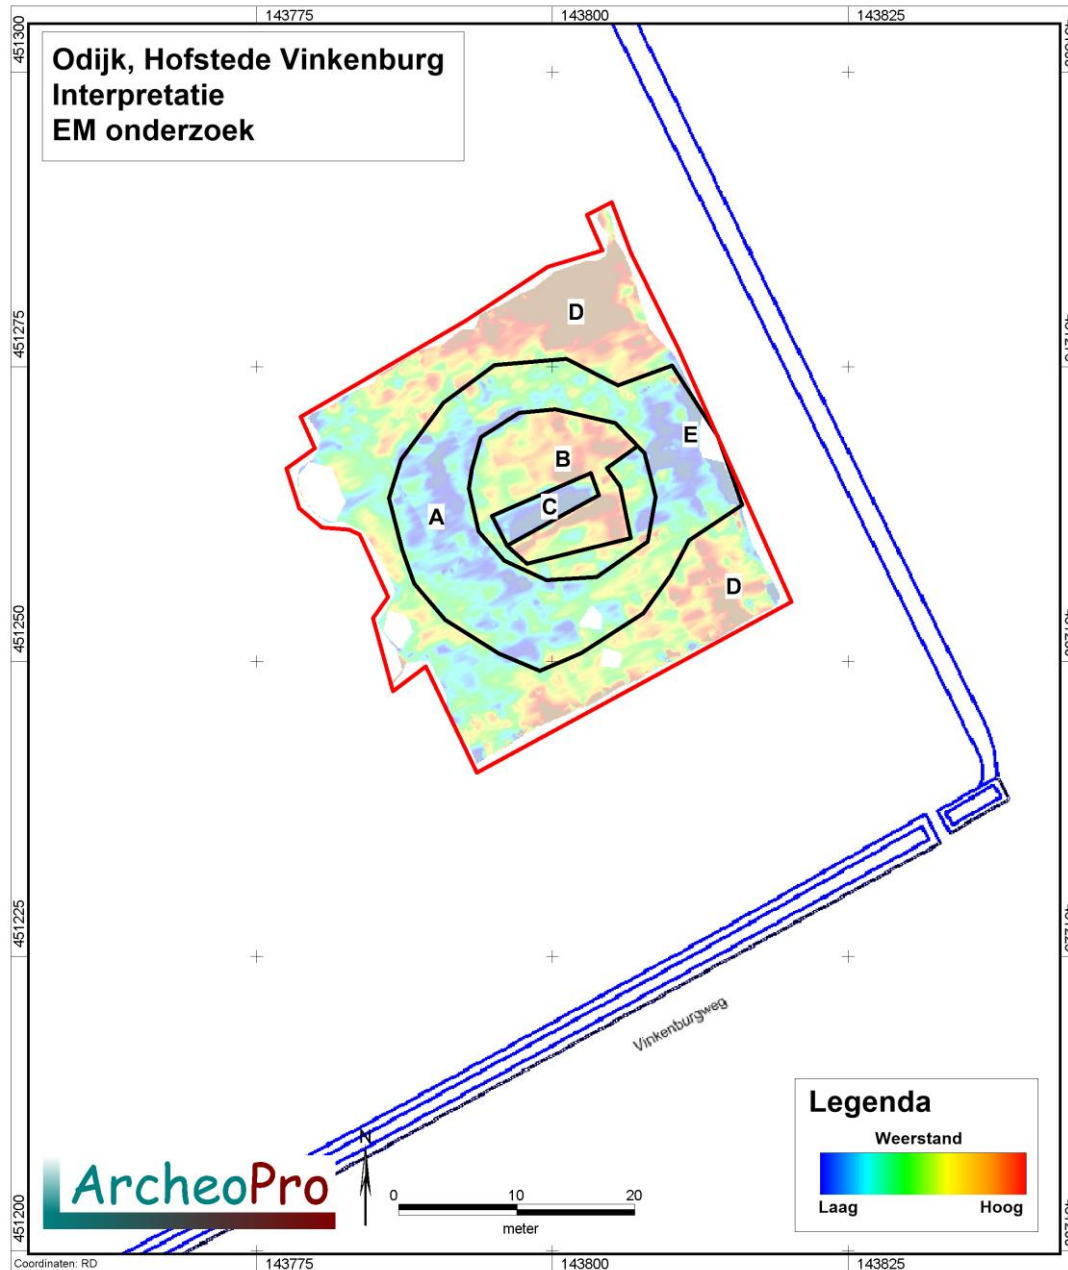 143775
143800
143825
451300
Odijk, Hofstede Vinkenburg
Interpretatie
EM onderzoek
D
451275
B
E
C
A
D
451250
451225
Vinkenburgweg
Legenda
Weerstand
Laag
Hoog
N
ArcheoPro
0
10
20
meter
451200
Coordinaten: RD
143775
143800
143825